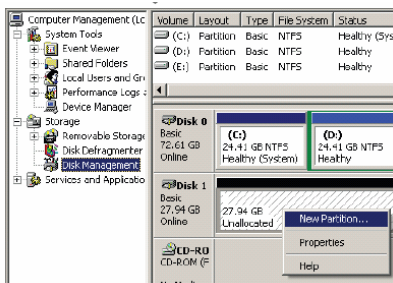 Computer Management (Lc
System Tools
Event Viewer
Shared Folders
Local Users and Gr
Performance Logs a
Device Manager
Storage
Removable Storage
Disk Defragmenter
Disk Management
Services and Applicatio
Volume Layout Type File System Status
(C:) Partition Basic NTFS Healthy (Sys
(D:) Partition Basic NTFS Healthy
(E:) Partition Basic NTFS Healthy
Disk 0
Basic
72.61 GB
Online
(C:)
24.41 GB NTFS
Healthy (System)
(D:)
24.41 GB NTFS
Healthy
Disk 1
Basic
27.94 GB
Online
27.94 GB
Unallocated
New Partition...
Properties
Help
CD-RO
CD-ROM (F